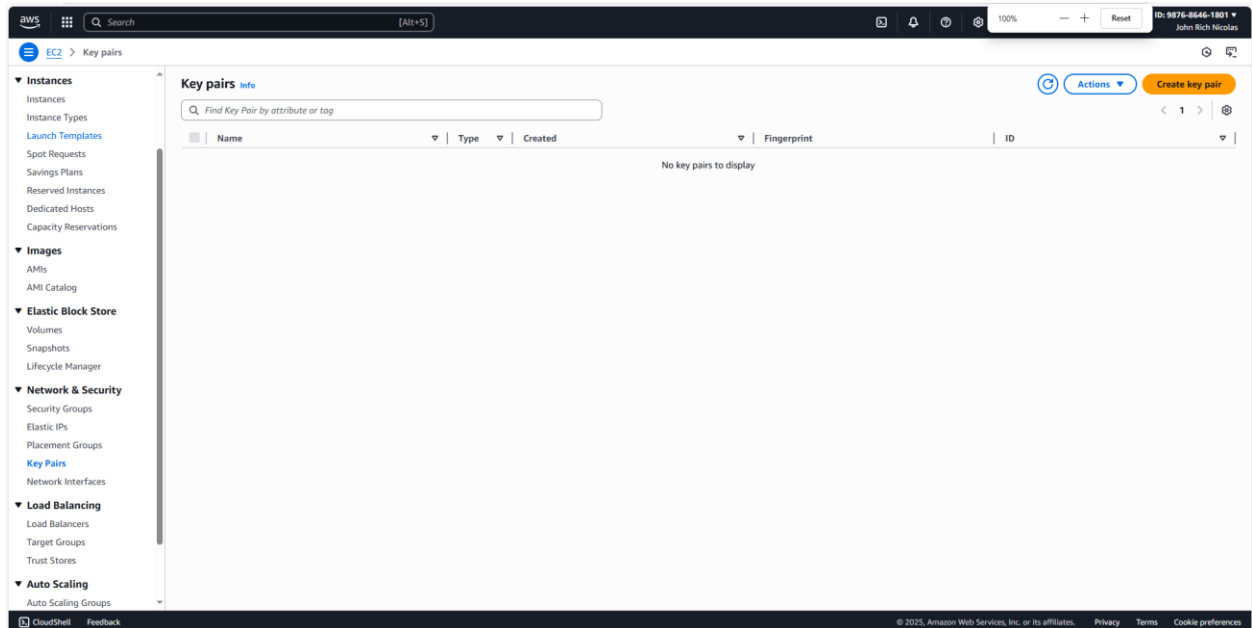 aws Search [Alt+S] 100% Reset ID: 9876-8646-1801
John Rich Nicolas
EC2 > Key pairs
Instances
Instances
Instance Types
Launch Templates
Spot Requests
Savings Plans
Reserved Instances
Dedicated Hosts
Capacity Reservations
Images
AMIs
AMI Catalog
Elastic Block Store
Volumes
Snapshots
Lifecycle Manager
Network & Security
Security Groups
Elastic IPs
Placement Groups
Key Pairs
Network Interfaces
Load Balancing
Load Balancers
Target Groups
Trust Stores
Auto Scaling
Auto Scaling Groups
Key pairs Info Actions Create key pair
Find Key Pair by attribute or tag
1
Name Type Created Fingerprint ID
No key pairs to display
CloudShell Feedback © 2025, Amazon Web Services, Inc. or its affiliates. Privacy Terms Cookie preferences